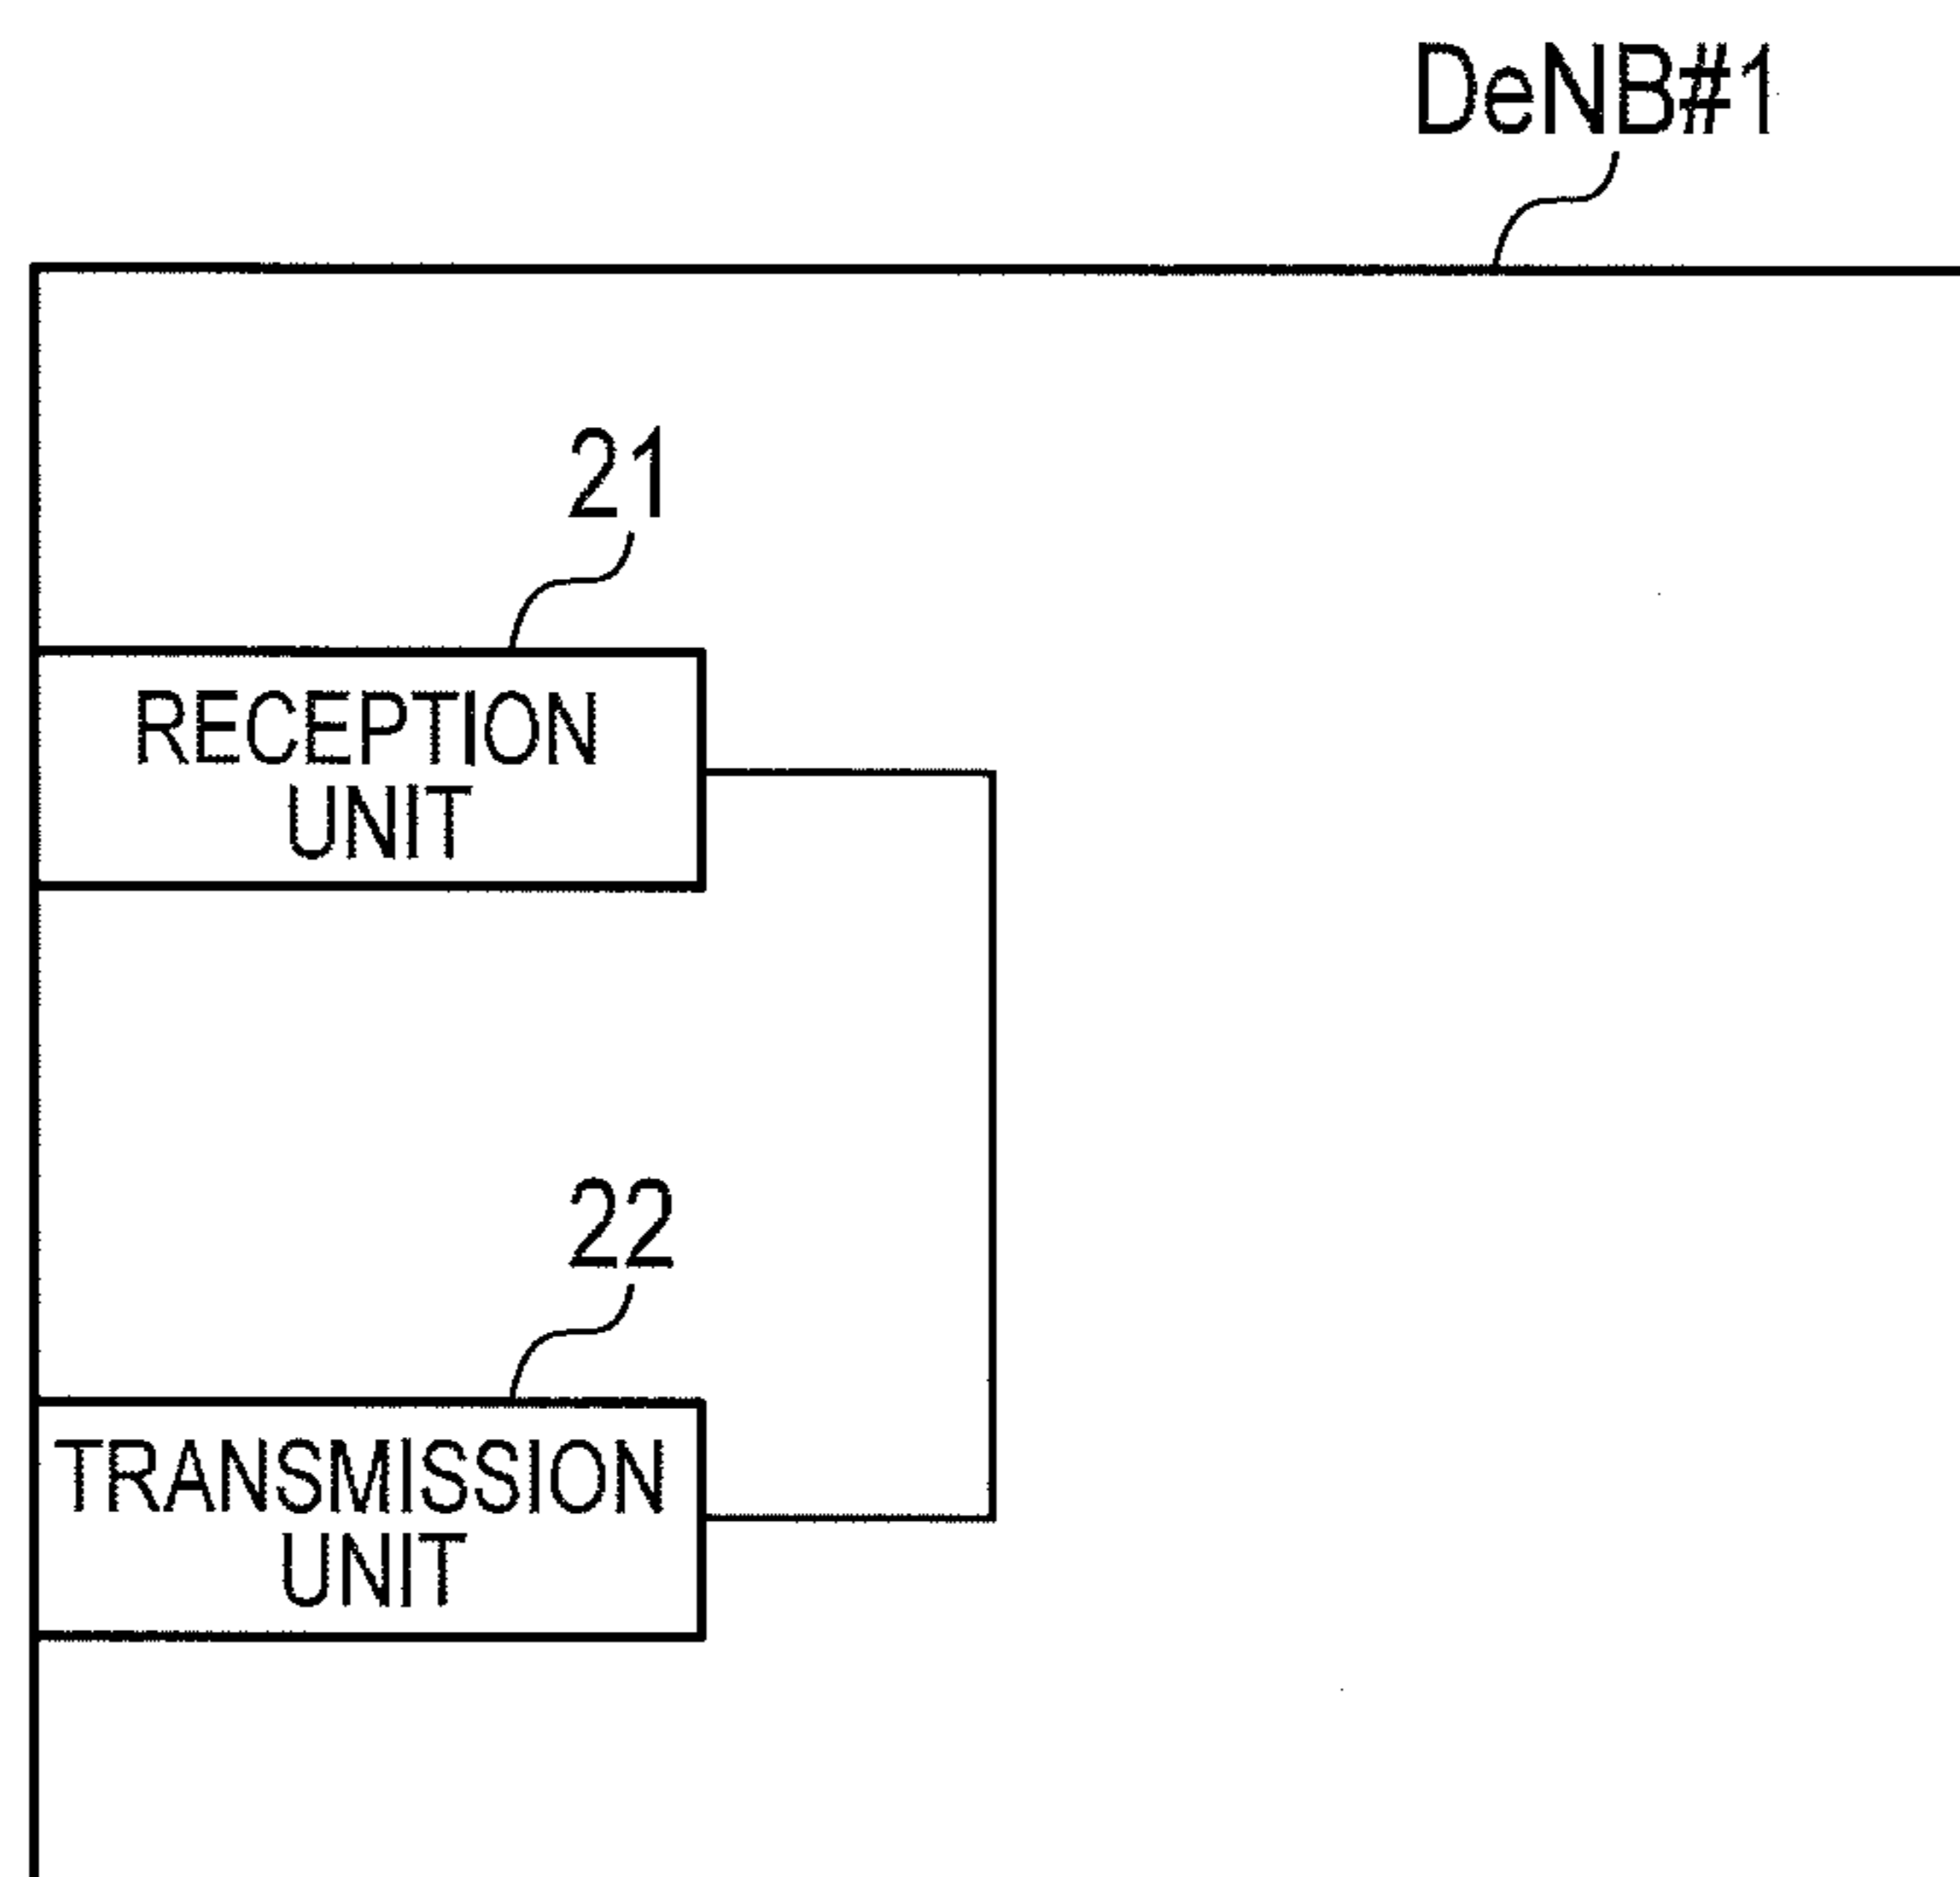 DeNB#1
21
RECEPTION
UNIT
22
TRANSMISSION
UNIT